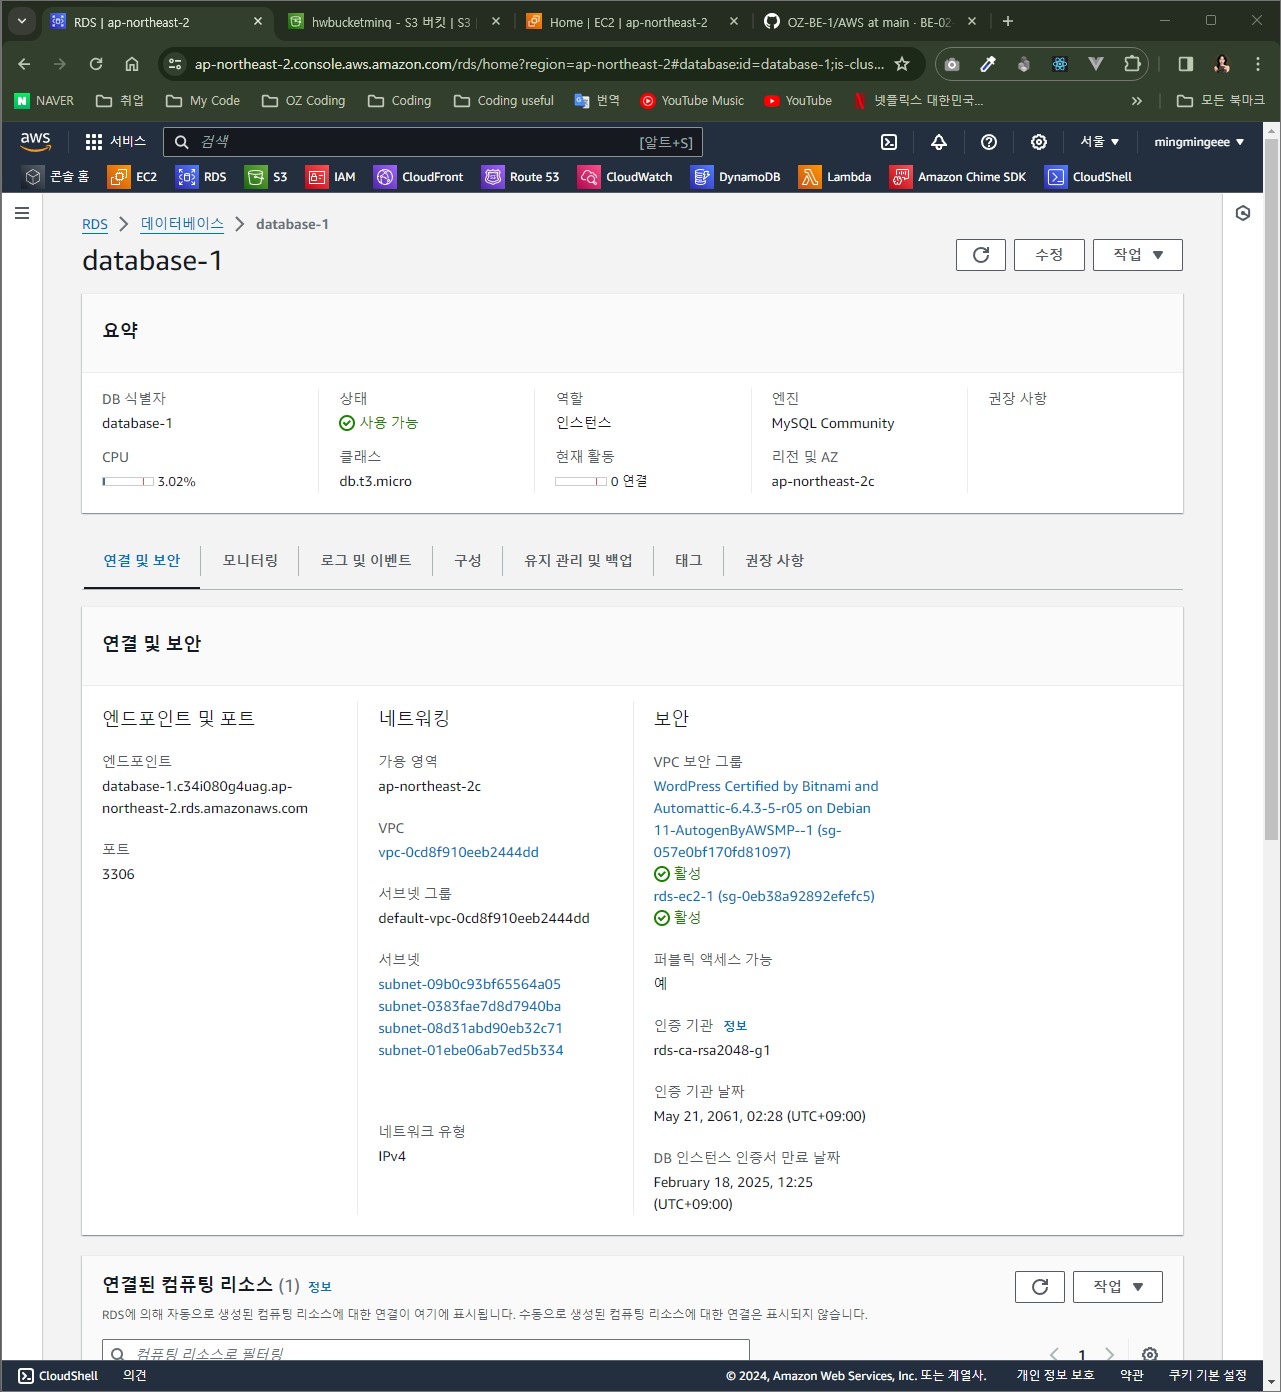 RDS | ap-northeast-2
hwbucketming - S3 버킷 | S3
Home | EC2 | ap-northeast-2
OZ-BE-1/AWS at main · BE-02
ap-northeast-2.console.aws.amazon.com/rds/home?region=ap-northeast-2#database:id=database-1;is-clus...
NAVER
취업
My Code
OZ Coding
Coding
Coding useful
번역
YouTube Music
YouTube
넷플릭스 대한민국...
모든 북마크
aws
서비스
검색
[알트+S]
서울
mingmingeee
콘솔 홈
EC2
RDS
S3
IAM
CloudFront
Route 53
CloudWatch
DynamoDB
Lambda
Amazon Chime SDK
CloudShell
RDS
데이터베이스
database-1
database-1
수정
작업
요약
DB 식별자
database-1
CPU
3.02%
상태
사용 가능
클래스
db.t3.micro
역할
인스턴스
현재 활동
0 연결
엔진
MySQL Community
리전 및 AZ
ap-northeast-2c
권장 사항
연결 및 보안
모니터링
로그 및 이벤트
구성
유지 관리 및 백업
태그
권장 사항
연결 및 보안
엔드포인트 및 포트
엔드포인트
database-1.c34i080g4uag.ap-
northeast-2.rds.amazonaws.com
포트
3306
네트워킹
가용 영역
ap-northeast-2c
VPC
vpc-0cd8f910eeb2444dd
서브넷 그룹
default-vpc-0cd8f910eeb2444dd
서브넷
subnet-09b0c93bf65564a05
subnet-0383fae7d8d7940ba
subnet-08d31abd90eb32c71
subnet-01ebe06ab7ed5b334
네트워크 유형
IPv4
보안
VPC 보안 그룹
WordPress Certified by Bitnami and
Automattic-6.4.3-5-r05 on Debian
11-AutogenByAWSMP--1 (sg-
057e0bf170fd81097)
활성
rds-ec2-1 (sg-0eb38a92892efefc5)
활성
퍼블릭 액세스 가능
예
인증 기관 정보
rds-ca-rsa2048-g1
인증 기관 날짜
May 21, 2061, 02:28 (UTC+09:00)
DB 인스턴스 인증서 만료 날짜
February 18, 2025, 12:25
(UTC+09:00)
연결된 컴퓨팅 리소스 (1) 정보
작업
RDS에 의해 자동으로 생성된 컴퓨팅 리소스에 대한 연결이 여기에 표시됩니다. 수동으로 생성된 컴퓨팅 리소스에 대한 연결은 표시되지 않습니다.
컴퓨팅 리소스로 필터링
1
CloudShell
의견
© 2024, Amazon Web Services, Inc. 또는 계열사.
개인 정보 보호
약관
쿠키 기본 설정